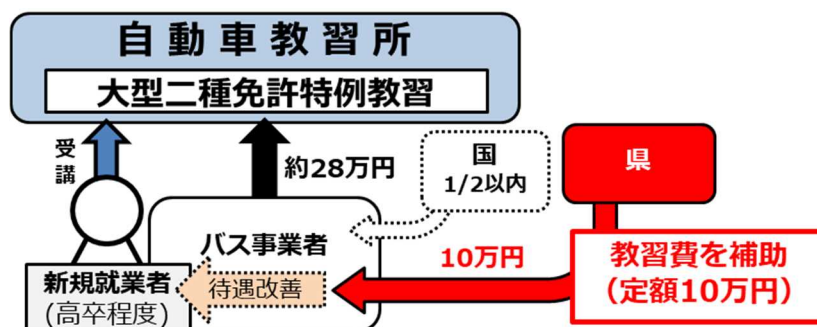 自動車教習所
大型二種免許特例教習
受講
約28万円
国
1/2以内
県
バス事業者
10万円
教習費を補助
（定額10万円）
新規就業者
(高卒程度)
待遇改善